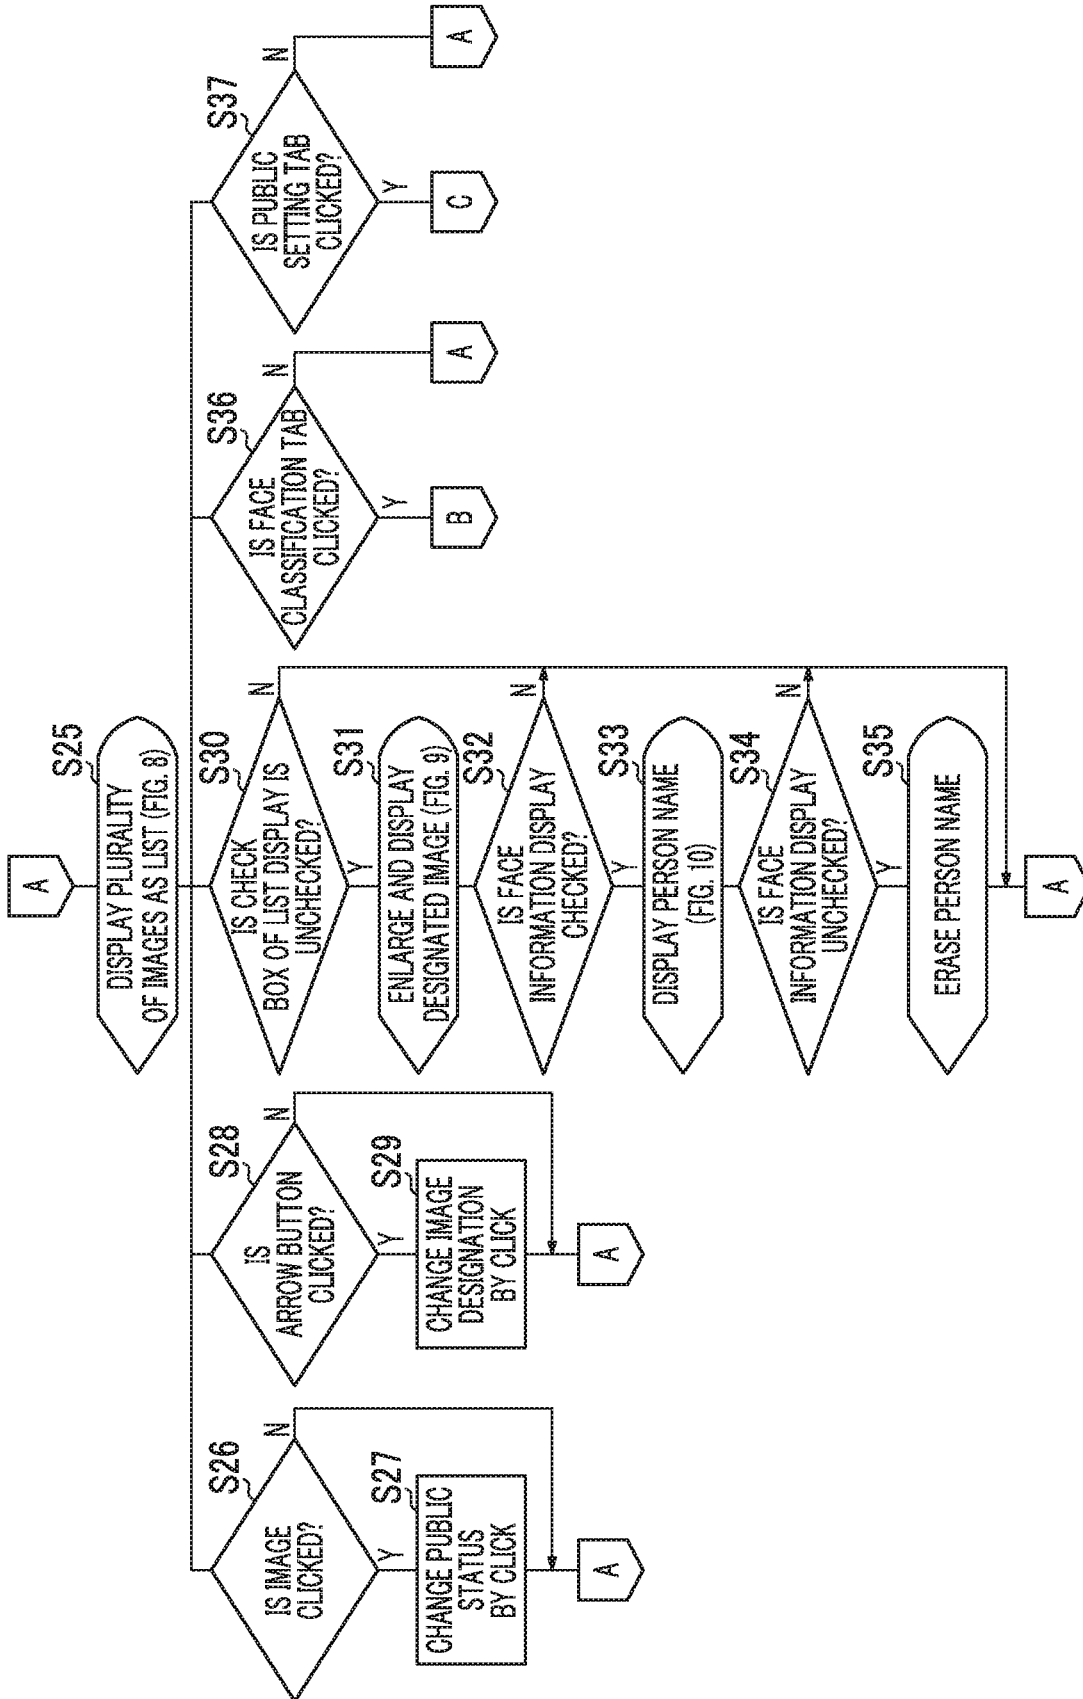 A
S25
DISPLAY PLURALITY
OF IMAGES AS LIST (FIG. 8)
S26
IS IMAGE
CLICKED?
N
Y
S27
CHANGE PUBLIC
STATUS
BY CLICK
A
S28
IS
ARROW BUTTON
CLICKED?
N
Y
S29
CHANGE IMAGE
DESIGNATION
BY CLICK
A
S30
IS CHECK
BOX OF LIST DISPLAY IS
UNCHECKED?
N
Y
S31
ENLARGE AND DISPLAY
DESIGNATED IMAGE (FIG. 9)
S32
IS FACE
INFORMATION DISPLAY
CHECKED?
N
Y
S33
DISPLAY PERSON NAME
(FIG. 10)
S34
IS FACE
INFORMATION DISPLAY
UNCHECKED?
N
Y
S35
ERASE PERSON NAME
A
S36
IS FACE
CLASSIFICATION TAB
CLICKED?
N
Y
B
A
S37
IS PUBLIC
SETTING TAB
CLICKED?
N
Y
C
A